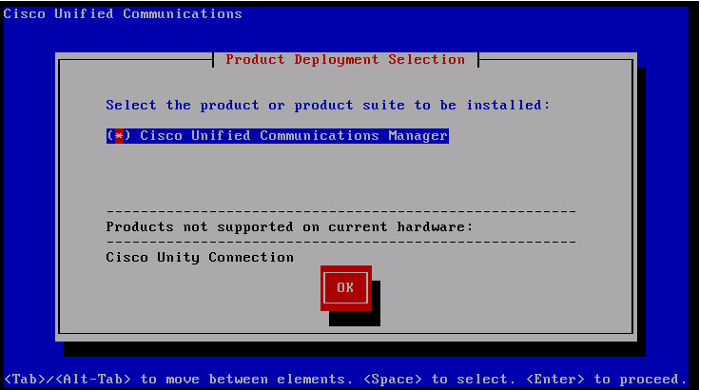 Cisco Unified Communications
Product Deployment Selection
Select the product or product suite to be installed:
(*) Cisco Unified Communications Manager
-------------------------------------------------------
Products not supported on current hardware:
-------------------------------------------------------
Cisco Unity Connection
OK
<Tab>/<Alt-Tab> to move between elements. <Space> to select. <Enter> to proceed.